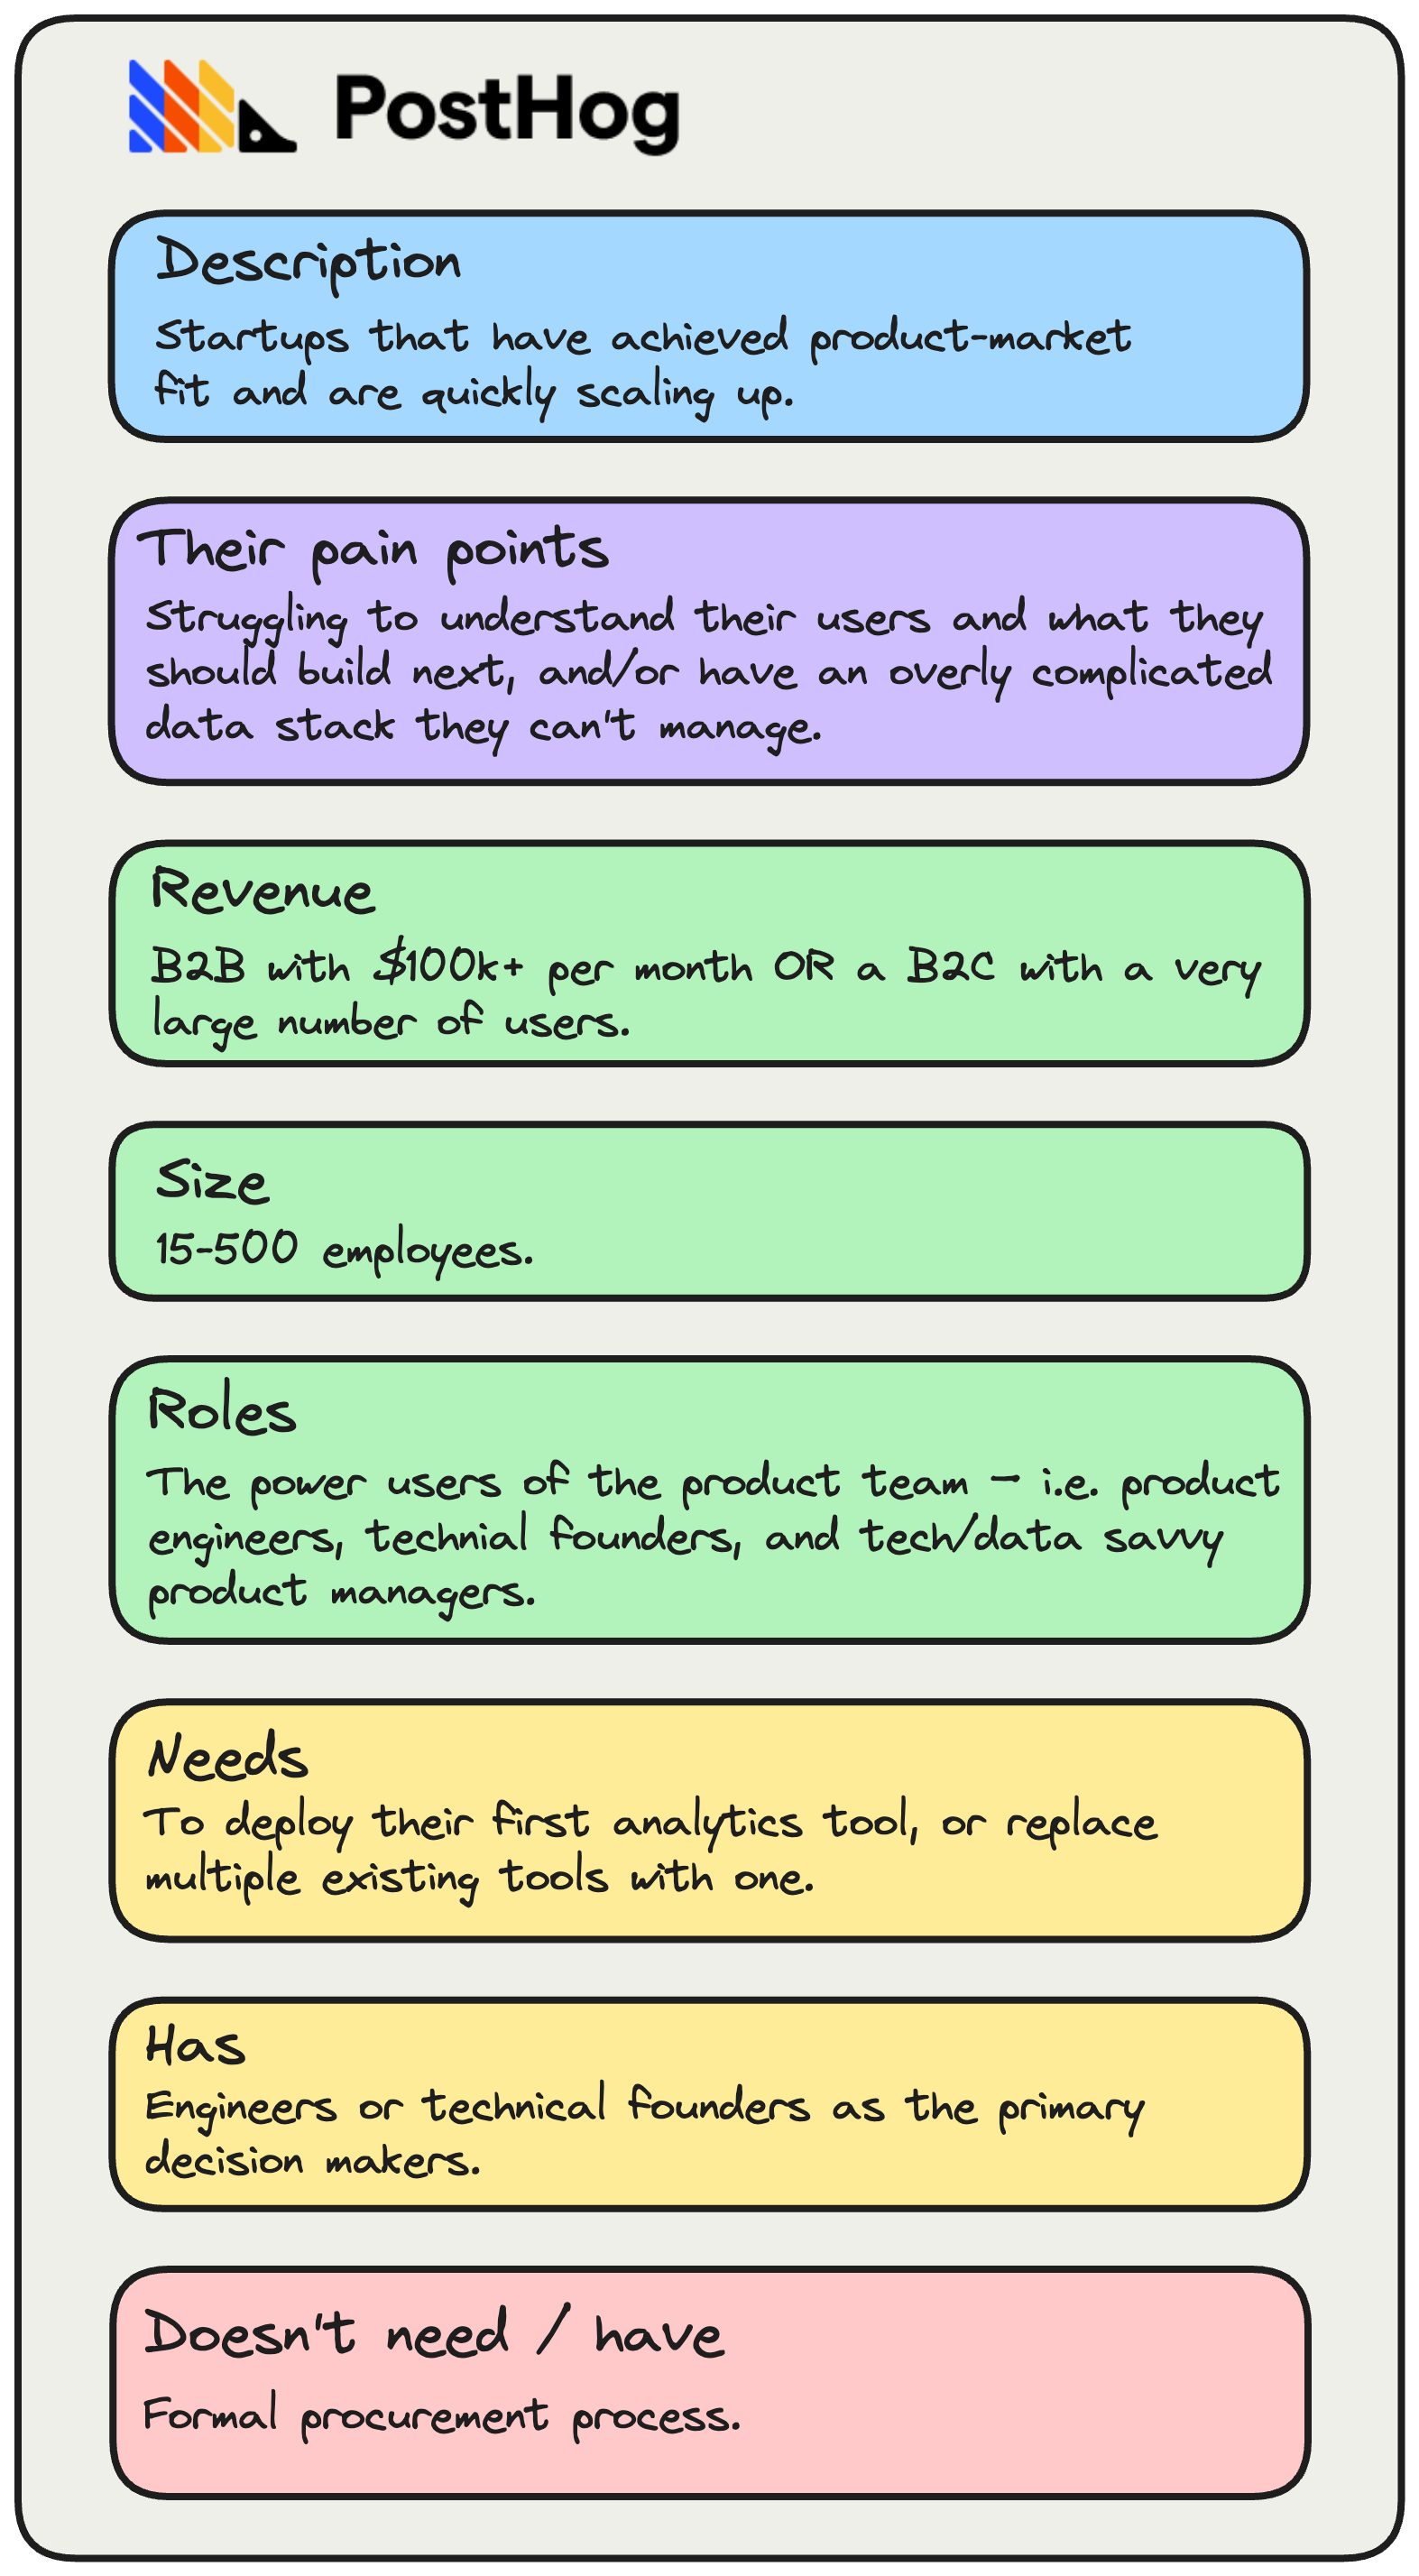 PostHog
Description
Startups that have achieved product-market
fit and are quickly scaling up.
Their pain points
Struggling to understand their users and what they
should build next, and/or have an overly complicated
data stack they can't manage.
Revenue
B2B with $100k+ per month OR a B2C with a very
large number of users.
Size
15-500 employees.
Roles
The power users of the product team - i.e. product
engineers, technial founders, and tech/data savvy
product managers.
Needs
To deploy their first analytics tool, or replace
multiple existing tools with one.
Has
Engineers or technical founders as the primary
decision makers.
Doesn't need / have
Formal procurement process.